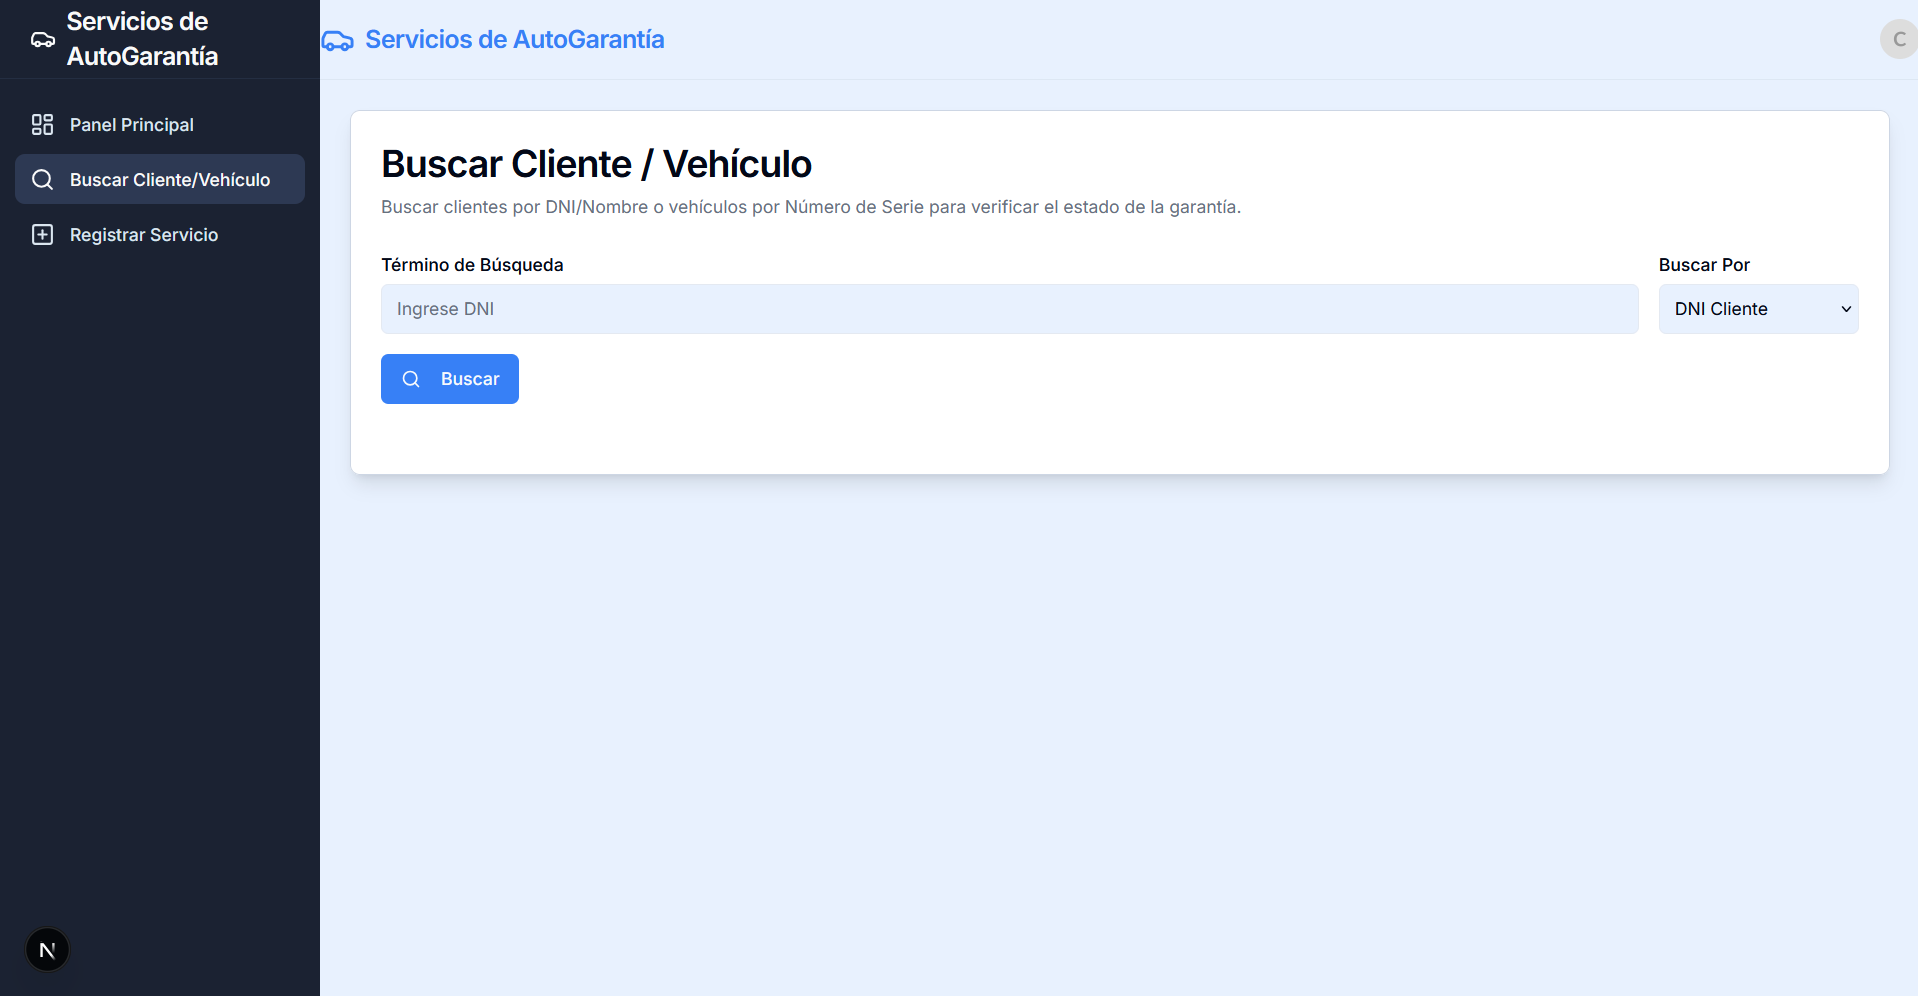 Servicios de
AutoGarantía
Servicios de AutoGarantía
C
Panel Principal
Buscar Cliente/Vehículo
Registrar Servicio
Buscar Cliente / Vehículo
Buscar clientes por DNI/Nombre o vehículos por Número de Serie para verificar el estado de la garantía.
Término de Búsqueda
Buscar Por
Ingrese DNI
DNI Cliente
Buscar
N